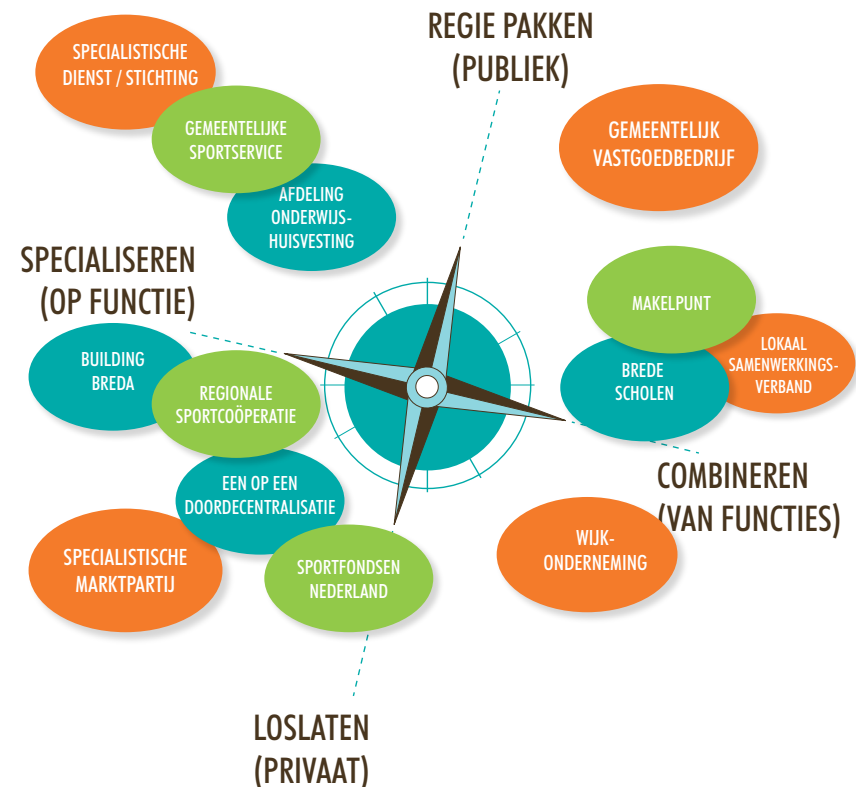 REGIE PAKKEN
(PUBLIEK)
SPECIALISTISCHE
DIENST / STICHTING
GEMEENTELIJKE
SPORTSERVICE
AFDELING
ONDERWIJS-
HUISVESTING
GEMEENTELIJK
VASTGOEDBEDRIJF
SPECIALISEREN
(OP FUNCTIE)
MAKELPUNT
LOKAAL
SAMENWERKINGS-
VERBAND
BREDE
SCHOLEN
BUILDING
BREDA
REGIONALE
SPORTCOÖPERATIE
EEN OP EEN
DOORDECENTRALISATIE
COMBINEREN
(VAN FUNCTIES)
SPECIALISTISCHE
MARKTPARTIJ
SPORTFONDSEN
NEDERLAND
WIJK-
ONDERNEMING
LOSLATEN
(PRIVAAT)